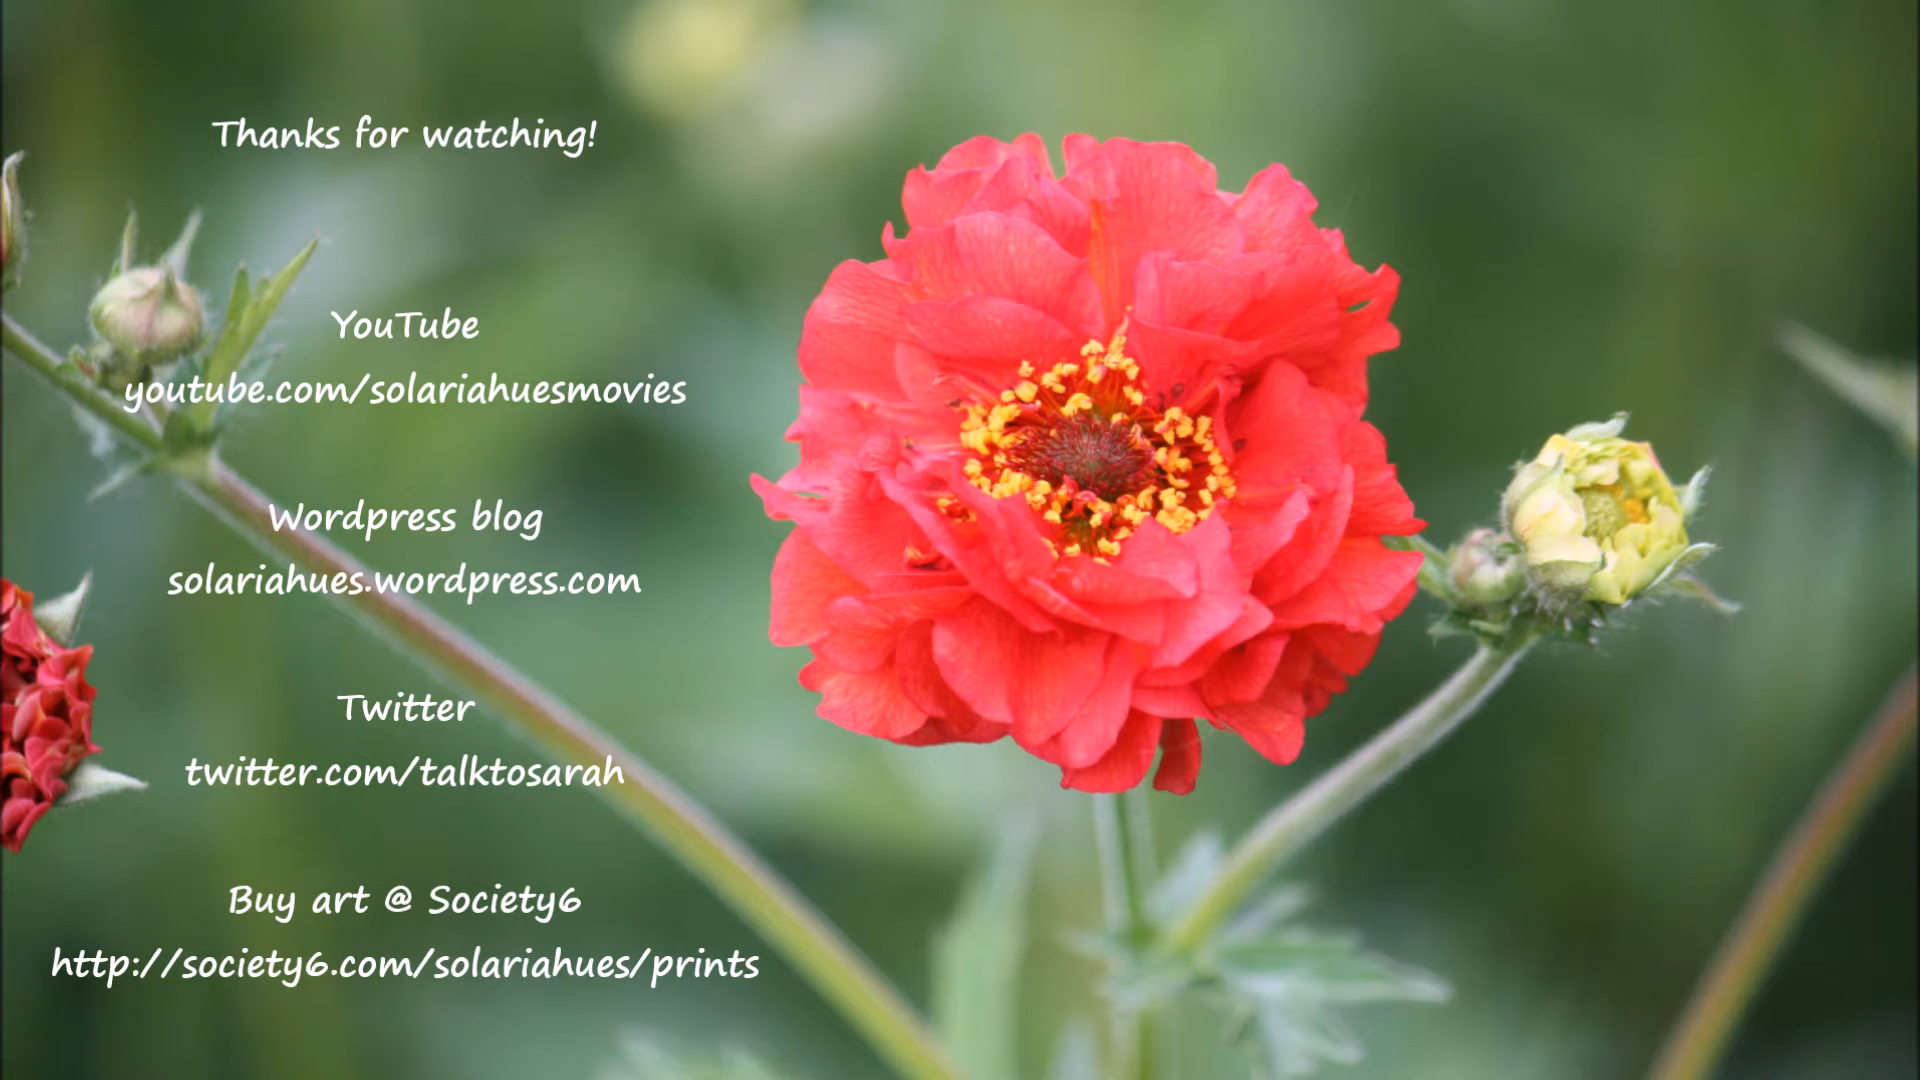 Thanks for watching!
YouTube
youtube.com/solariahuesmovies
Wordpress blog
solariahues.wordpress.com
Twitter
twitter.com/talktosarah
Buy art @ Society6
http://society6.com/solariahues/prints